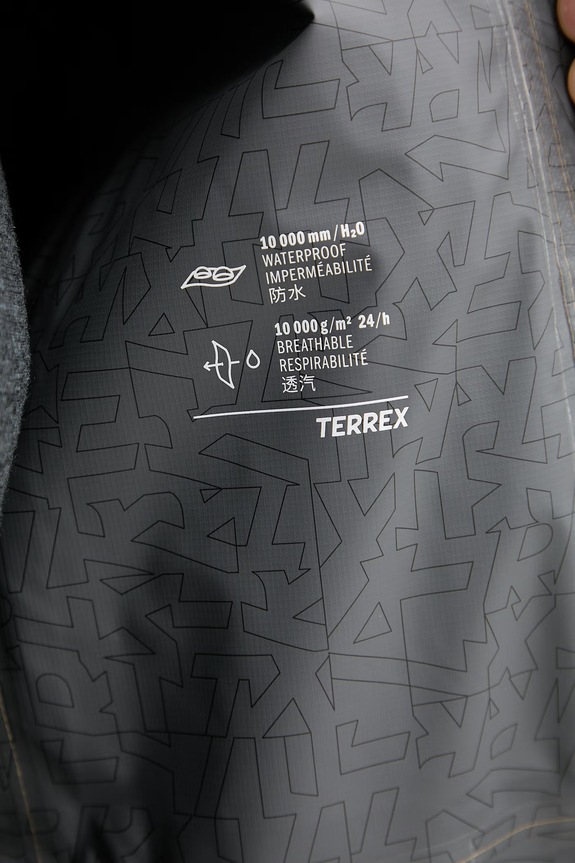 10 000 mm / H₂O
WATERPROOF
IMPERMÉABILITÉ
防水
10 000 g/m² 24/h
BREATHABLE
RESPIRABILITÉ
透汽
TERREX